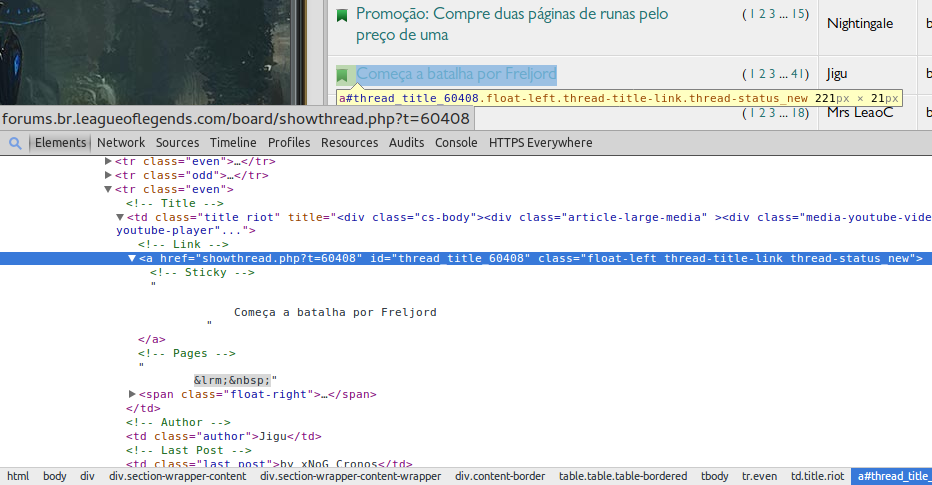 Promoção: Compre duas páginas de runas pelo
preço de uma
( 1 2 3 ... 15)
Nightingale
b
Começa a batalha por Freljord
( 1 2 3 ... 41)
Jigu
b
a#thread_title_60408.float-left.thread-title-link.thread-status_new 221px × 21px
( 1 2 3 ... 18)
Mrs LeaoC
b
forums.br.leagueoflegends.com/board/showthread.php?t=60408
Elements Network Sources Timeline Profiles Resources Audits Console HTTPS Everywhere
<tr class="even">…</tr>
<tr class="odd">…</tr>
<tr class="even">
<!-- Title -->
<td class="title riot" title="<div class="cs-body"><div class="article-large-media" ><div class="media-youtube-vide
youtube-player"...">
<!-- Link -->
<a href="showthread.php?t=60408" id="thread_title_60408" class="float-left thread-title-link thread-status_new">
<!-- Sticky -->
"
Começa a batalha por Freljord
"
</a>
<!-- Pages -->
"
&lrm;&nbsp;"
<span class="float-right">…</span>
</td>
<!-- Author -->
<td class="author">Jigu</td>
<!-- Last Post -->
<td class="last_post">by xNoG Cronos</td>
html body div div.section-wrapper-content div.section-wrapper-content-wrapper div.content-border table.table.table-bordered tbody tr.even td.title.riot a#thread_title_